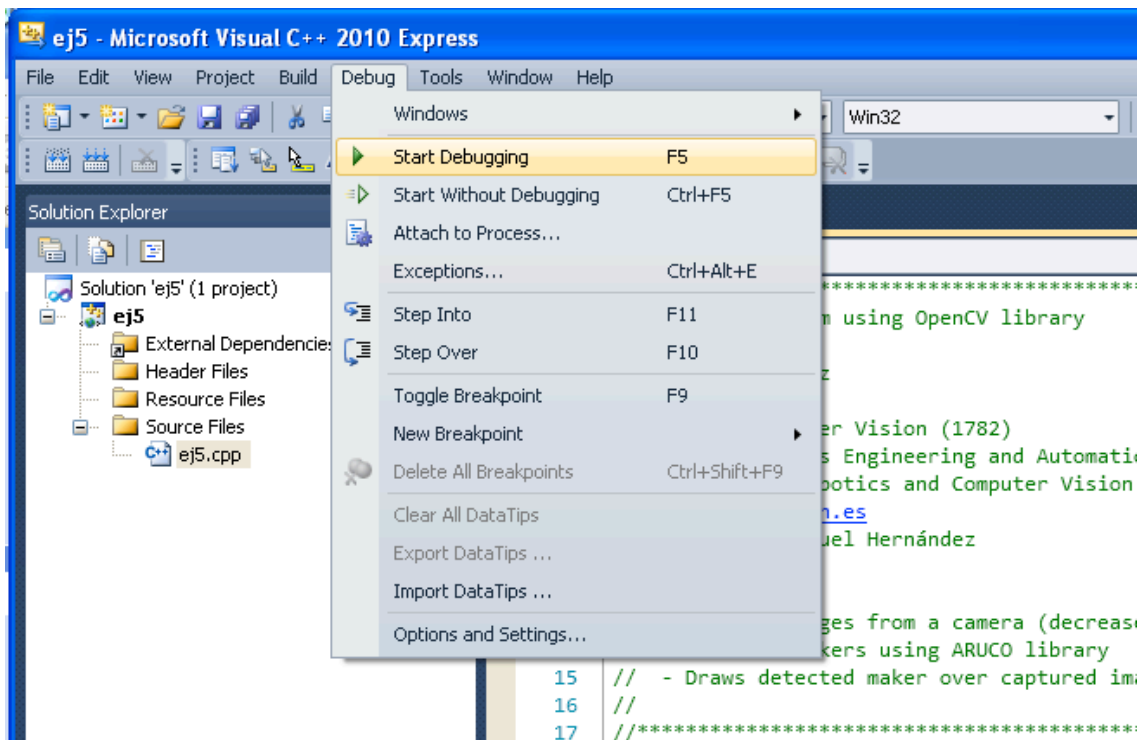 ej5 - Microsoft Visual C++ 2010 Express
File Edit View Project Build Debug Tools Window Help
Windows
Win32
Start Debugging F5
Start Without Debugging Ctrl+F5
Solution Explorer
Attach to Process...
Exceptions... Ctrl+Alt+E
Solution 'ej5' (1 project)
ej5
External Dependencies
Header Files
Resource Files
Source Files
ej5.cpp
Step Into F11
Step Over F10
Toggle Breakpoint F9
New Breakpoint
Delete All Breakpoints Ctrl+Shift+F9
Clear All DataTips
Export DataTips ...
Import DataTips ...
Options and Settings...
*****************************
using OpenCV library
z
er Vision (1782)
s Engineering and Automati
botics and Computer Vision
n.es
uel Hernández
ges from a camera (decrease
kers using ARUCO library
15 // - Draws detected maker over captured ima
16 //
17 //*******************************************